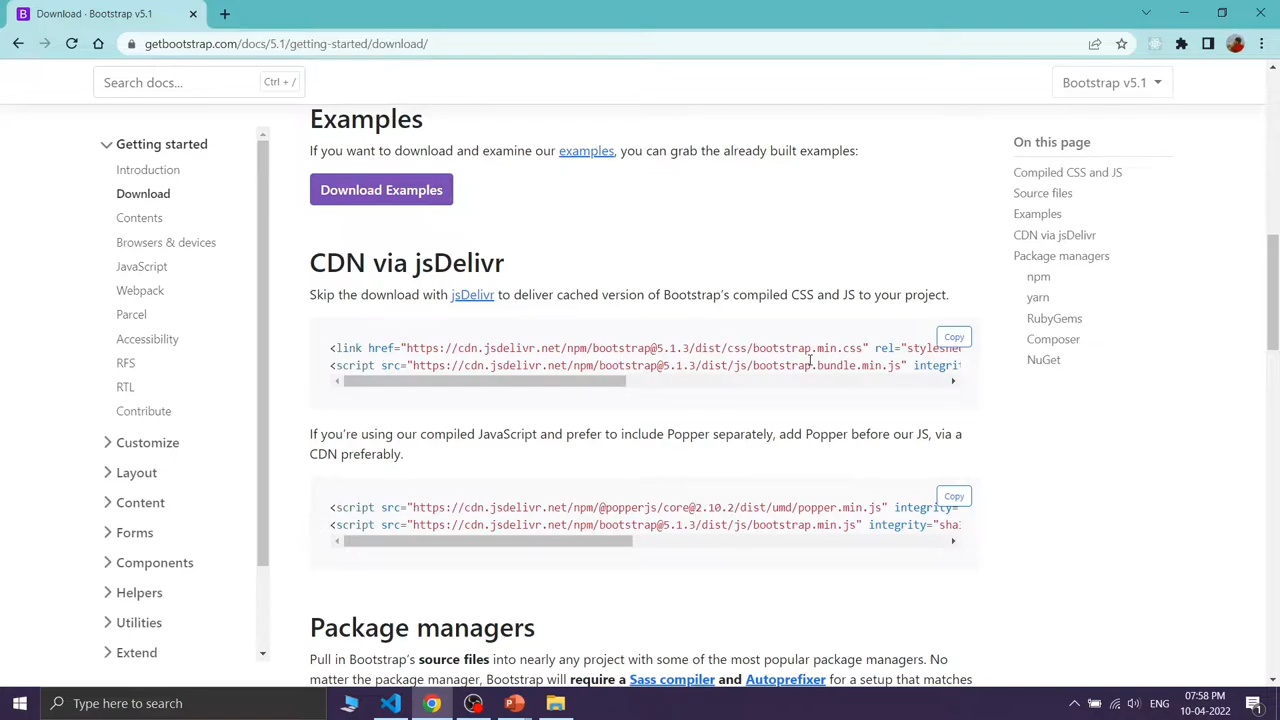 Download · Bootstrap v5.1
getbootstrap.com/docs/5.1/getting-started/download/
Search docs...
Ctrl + /
Bootstrap v5.1
Getting started
Introduction
Download
Contents
Browsers & devices
JavaScript
Webpack
Parcel
Accessibility
RFS
RTL
Contribute
Customize
Layout
Content
Forms
Components
Helpers
Utilities
Extend
Examples
If you want to download and examine our examples, you can grab the already built examples:
Download Examples
CDN via jsDelivr
Skip the download with jsDelivr to deliver cached version of Bootstrap’s compiled CSS and JS to your project.
Copy
<link href="https://cdn.jsdelivr.net/npm/bootstrap@5.1.3/dist/css/bootstrap.min.css" rel="styleshe
<script src="https://cdn.jsdelivr.net/npm/bootstrap@5.1.3/dist/js/bootstrap.bundle.min.js" integri
If you’re using our compiled JavaScript and prefer to include Popper separately, add Popper before our JS, via a
CDN preferably.
Copy
<script src="https://cdn.jsdelivr.net/npm/@popperjs/core@2.10.2/dist/umd/popper.min.js" integrity=
<script src="https://cdn.jsdelivr.net/npm/bootstrap@5.1.3/dist/js/bootstrap.min.js" integrity="sha
Package managers
Pull in Bootstrap’s source files into nearly any project with some of the most popular package managers. No
matter the package manager, Bootstrap will require a Sass compiler and Autoprefixer for a setup that matches
On this page
Compiled CSS and JS
Source files
Examples
CDN via jsDelivr
Package managers
npm
yarn
RubyGems
Composer
NuGet
Type here to search
ENG
07:58 PM
10-04-2022